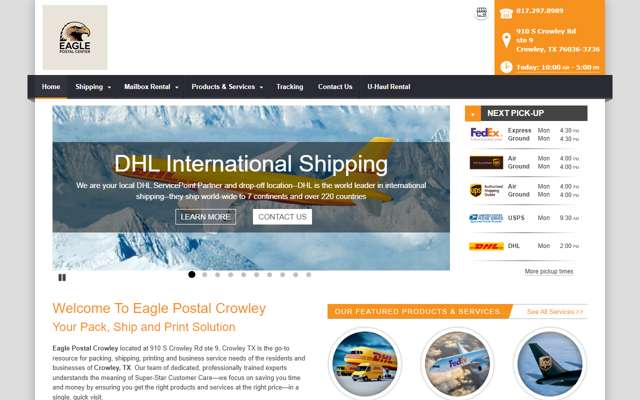 EAGLE
POSTAL CENTER
817.297.8989
910 S Crowley Rd
ste 9
Crowley, TX 76036-3736
Today: 10:00 AM - 5:00 PM
Home Shipping Mailbox Rental Products & Services Tracking Contact Us U-Haul Rental
DHL International Shipping
We are your local DHL ServicePoint Partner and drop-off location--DHL is the world leader in international
shipping--they ship world-wide to 7 continents and over 220 countries
LEARN MORE CONTACT US
NEXT PICK-UP
FedEx Express Mon 4:30 PM
Ground Mon 4:30 PM
Air Mon 4:00 PM
Ground Mon 4:00 PM
ups Authorized Shipping Outlet
Air Mon 4:00 PM
Ground Mon 4:00 PM
USPS Mon 9:30 AM
DHL DHL Mon 2:00 PM
More pickup times
Welcome To Eagle Postal Crowley
Your Pack, Ship and Print Solution
Eagle Postal Crowley located at 910 S Crowley Rd ste 9, Crowley TX is the go-to
resource for packing, shipping, printing and business service needs of the residents and
businesses of Crowley, TX. Our team of dedicated, professionally trained experts
understands the meaning of Super-Star Customer Care—we focus on saving you time
and money by ensuring you get the right products and services at the right price—in a
single, quick visit.
OUR FEATURED PRODUCTS & SERVICES...
See All Services >>
DHL
FedEx